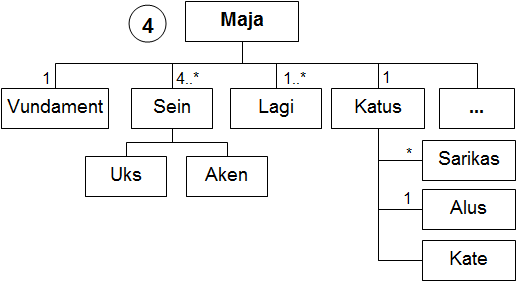 4
Maja
1
4..*
1..*
1
Vundament
Sein
Lagi
Katus
...
Uks
Aken
*
Sarikas
1
Alus
Kate